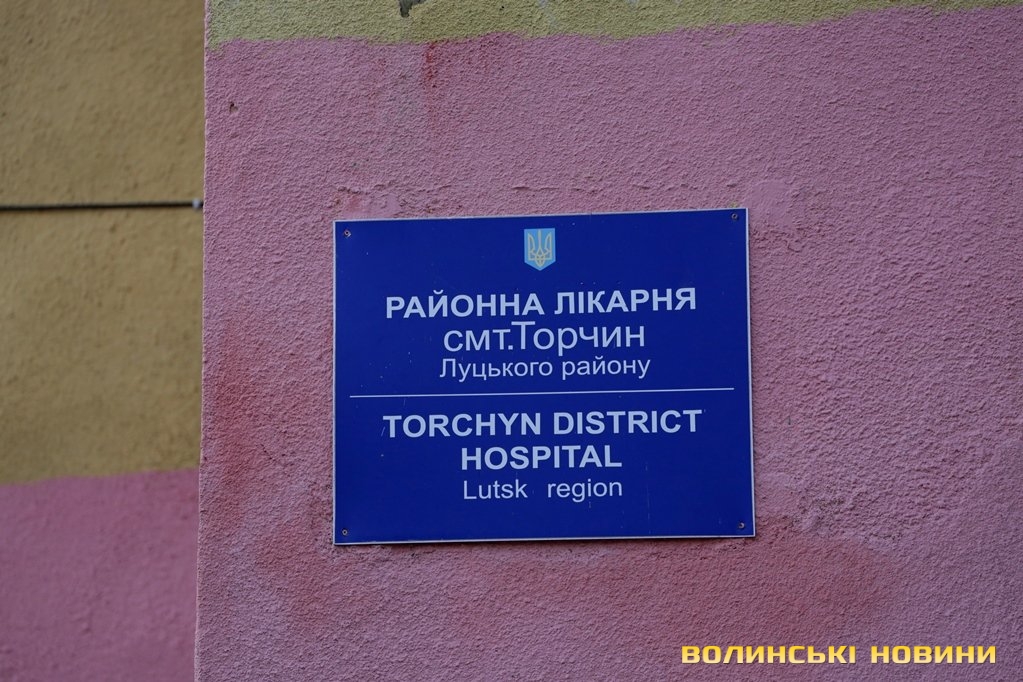 РАЙОННА ЛІКАРНЯ
смт.Торчин
Луцького району
TORCHYN DISTRICT
HOSPITAL
Lutsk region
ВОЛИНСЬКІ НОВИНИ